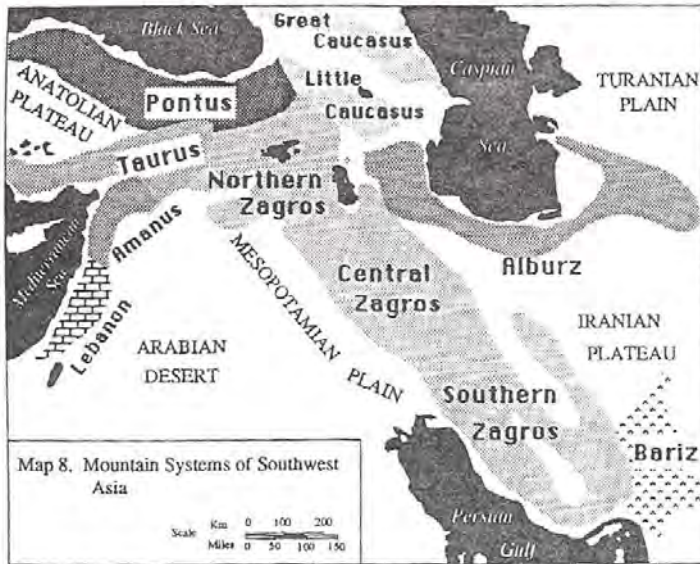 Black Sea
Great
Caucasus
Caspian
Sea
TURANIAN
PLAIN
ANATOLIAN
PLATEAU
Pontus
Little
Caucasus
Taurus
Northern
Zagros
Mediterranean
Sea
Amanus
MESOPOTAMIAN PLAIN
Central
Zagros
Alburz
Lebanon
ARABIAN
DESERT
IRANIAN
PLATEAU
Southern
Zagros
Bariz
Persian
Gulf
Map 8. Mountain Systems of Southwest
Asia
Scale
Km 0 100 200
Miles 0 50 100 150